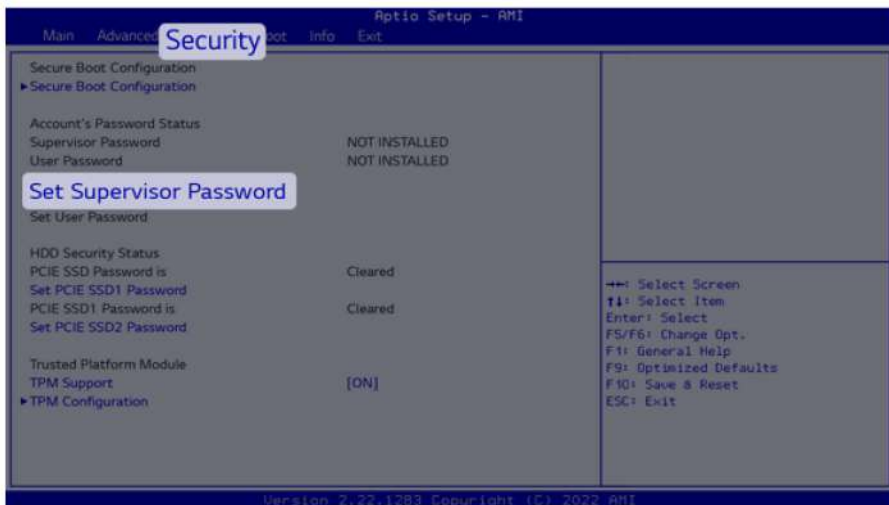 Aptio Setup - AMI
Main Advanced Security Boot Info Exit
Secure Boot Configuration
►Secure Boot Configuration
Account's Password Status
Supervisor Password NOT INSTALLED
User Password NOT INSTALLED
Set Supervisor Password
Set User Password
HDD Security Status
PCIE SSD Password is Cleared
Set PCIE SSD1 Password
PCIE SSD1 Password is Cleared
Set PCIE SSD2 Password
Trusted Platform Module
TPM Support [ON]
►TPM Configuration
→←: Select Screen
↑↓: Select Item
Enter: Select
F5/F6: Change Opt.
F1: General Help
F9: Optimized Defaults
F10: Save & Reset
ESC: Exit
Version 2.22.1283 Copyright (C) 2022 AMI